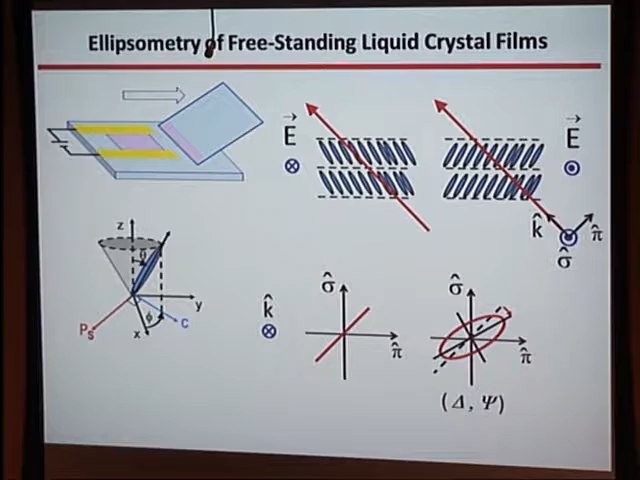 Ellipsometry of Free-Standing Liquid Crystal Films
E
E
k̂
π̂
σ̂
z
θ
y
Ps
x
ϕ
c
k̂
σ̂
π̂
σ̂
π̂
(Δ, Ψ)